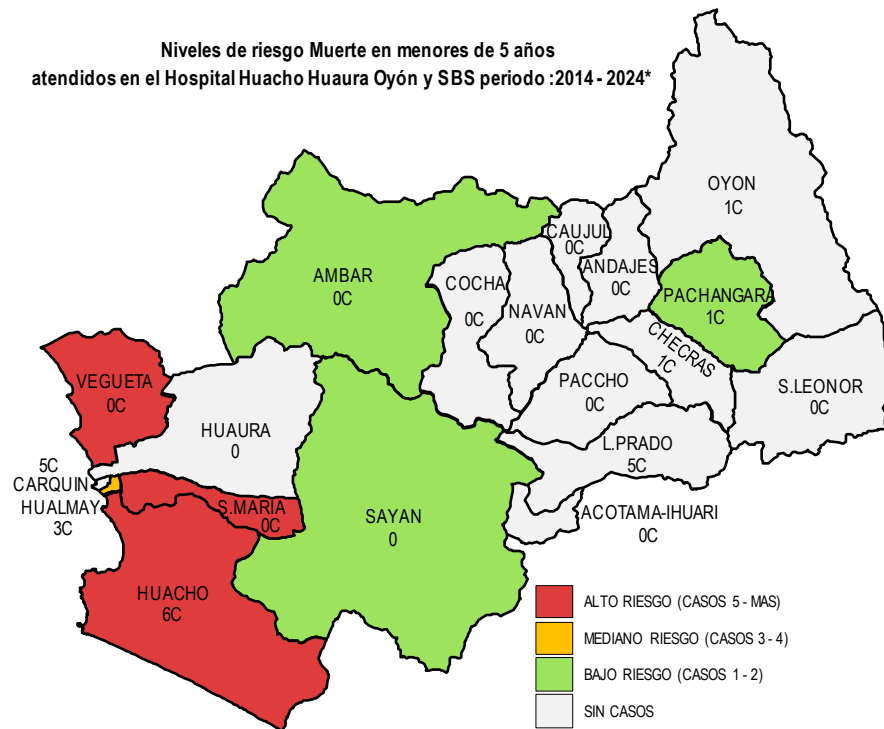 Niveles de riesgo Muerte en menores de 5 años
atendidos en el Hospital Huacho Huaura Oyón y SBS periodo :2014 - 2024*
OYON
1C
CAUJUL
0C
ANDAJES
0C
AMBAR
0C
COCHA
0C
NAVAN
0C
PACHANGARA
1C
CHECRAS
1C
VEGUETA
0C
PACCHO
0C
S.LEONOR
0C
HUAURA
0
L.PRADO
5C
5C
CARQUIN
HUALMAY
3C
S.MARIA
0C
SAYAN
0
ACOTAMA-IHUARI
0C
HUACHO
6C
ALTO RIESGO (CASOS 5 - MAS)
MEDIANO RIESGO (CASOS 3 - 4)
BAJO RIESGO (CASOS 1 - 2)
SIN CASOS